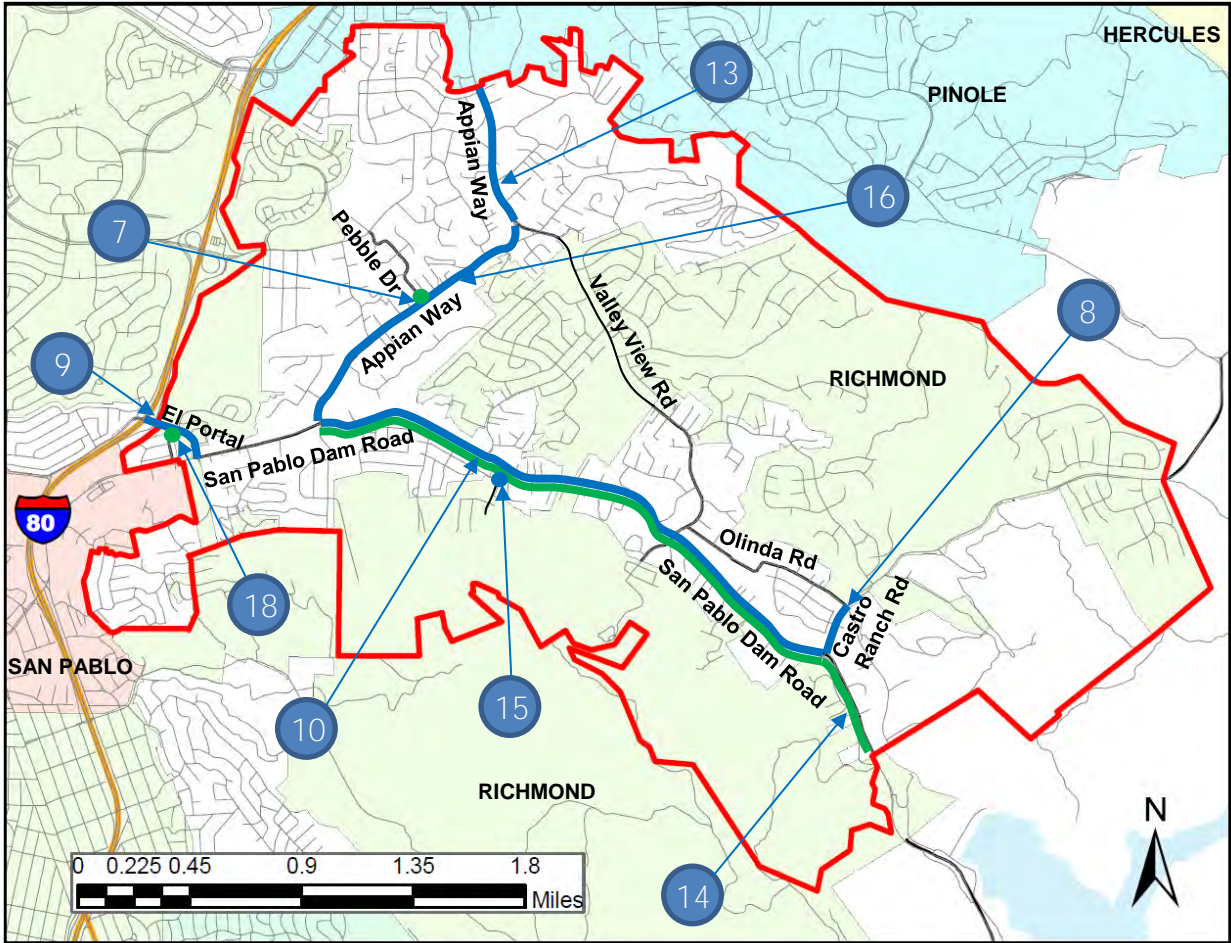 HERCULES
13
PINOLE
Appian Way
16
7
Pebble Dr
Valley View Rd
8
Appian Way
9
RICHMOND
El Portal
San Pablo Dam Road
80
Olinda Rd
Castro
Ranch Rd
18
San Pablo Dam Road
SAN PABLO
15
10
RICHMOND
N
0 0.225 0.45 0.9 1.35 1.8
Miles
14